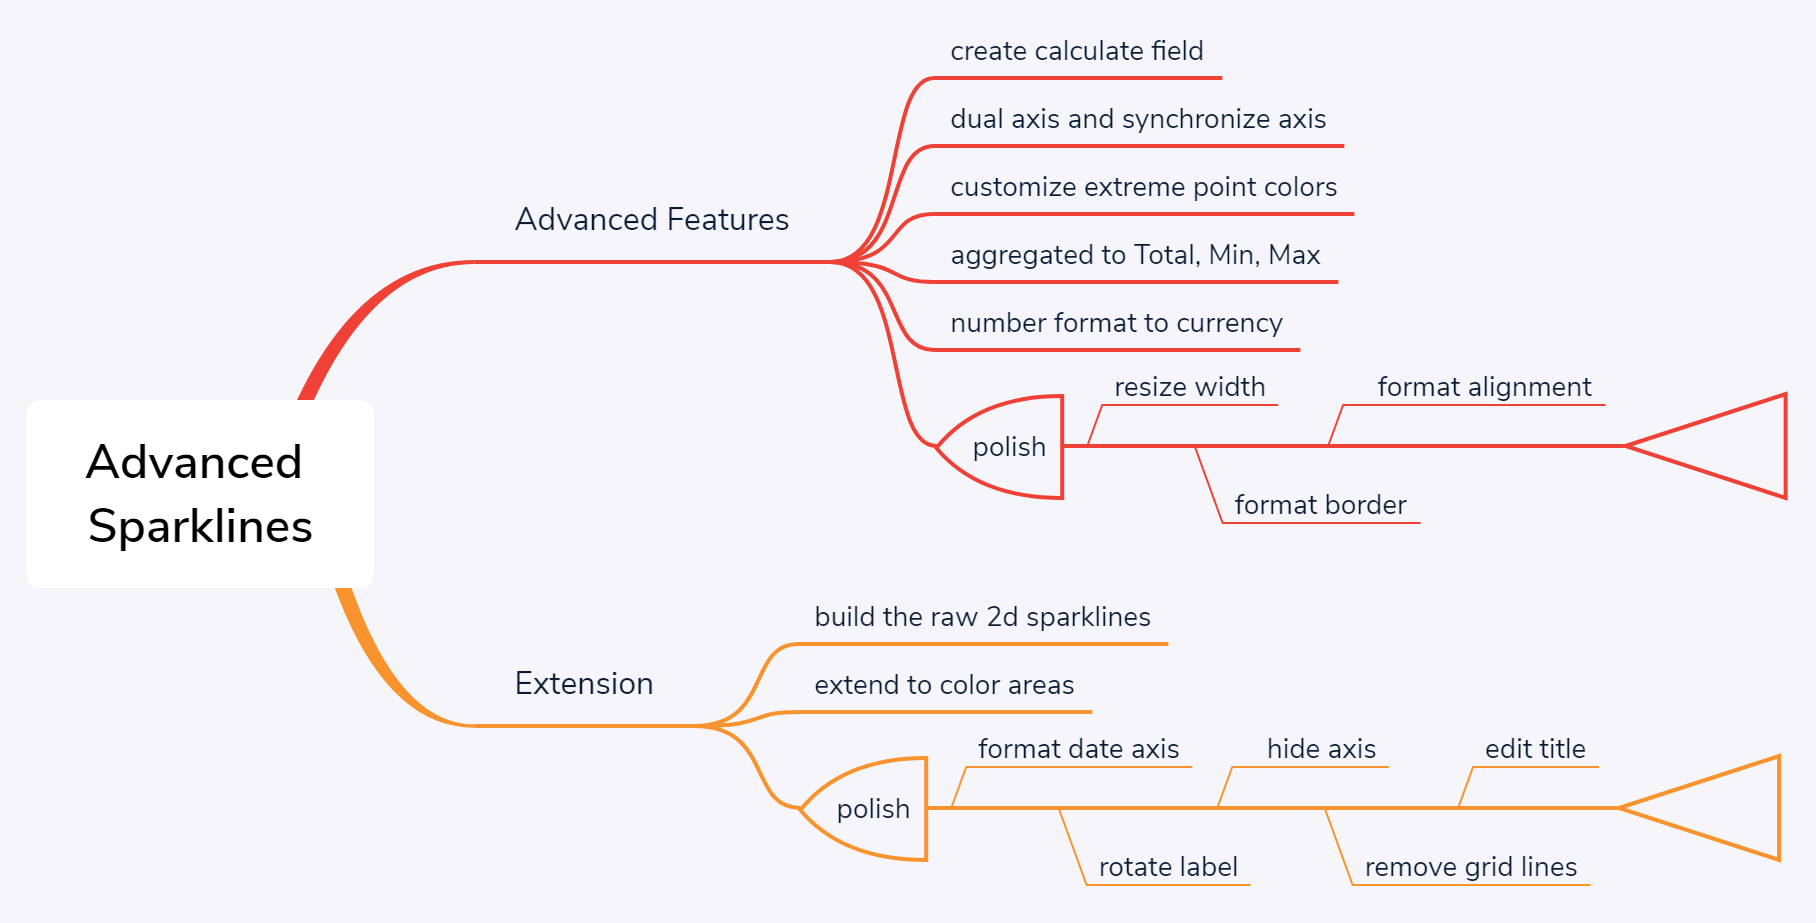 Advanced
Sparklines
Advanced Features
create calculate field
dual axis and synchronize axis
customize extreme point colors
aggregated to Total, Min, Max
number format to currency
polish
resize width
format alignment
format border
Extension
build the raw 2d sparklines
extend to color areas
polish
format date axis
hide axis
edit title
rotate label
remove grid lines